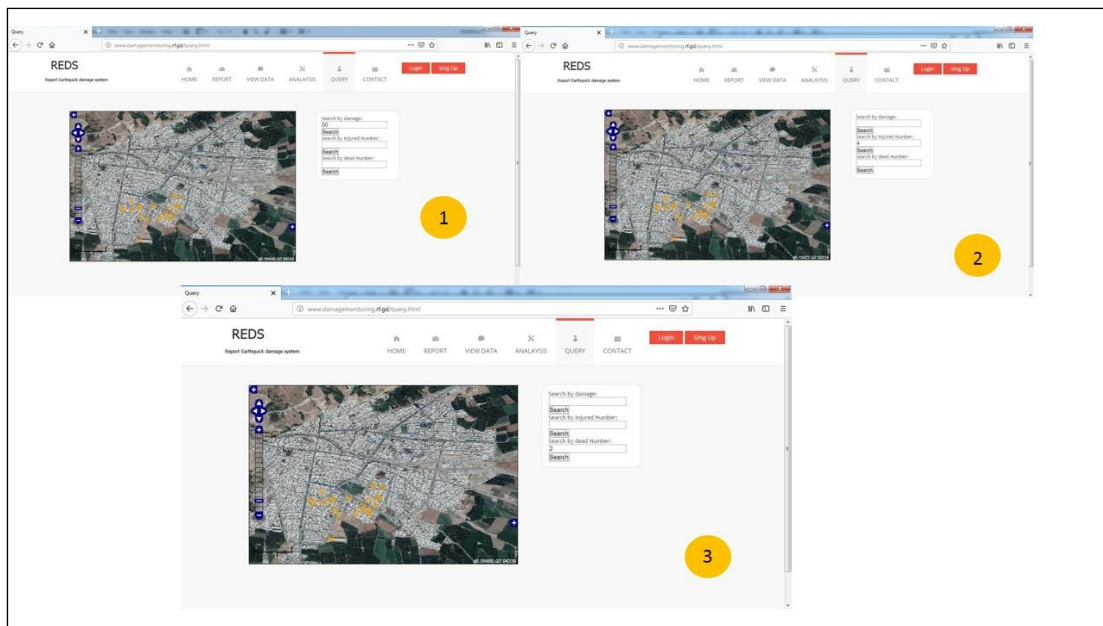 Query
www.damagemonitoring.rf.gd/query.html
REDS
Report Earthquick damage system
HOME
REPORT
VIEW DATA
ANALAYSIS
QUERY
CONTACT
Login
Sing Up
Search by damage:
60
Search
Search by Injured Number:
Search
Search by dead Number:
Search
1
Query
www.damagemonitoring.rf.gd/query.html
REDS
Report Earthquick damage system
HOME
REPORT
VIEW DATA
ANALAYSIS
QUERY
CONTACT
Login
Sing Up
Search by damage:
Search
Search by Injured Number:
4
Search
Search by dead Number:
Search
2
Query
www.damagemonitoring.rf.gd/query.html
REDS
Report Earthquick damage system
HOME
REPORT
VIEW DATA
ANALAYSIS
QUERY
CONTACT
Login
Sing Up
Search by damage:
Search
Search by Injured Number:
Search
Search by dead Number:
2
Search
3